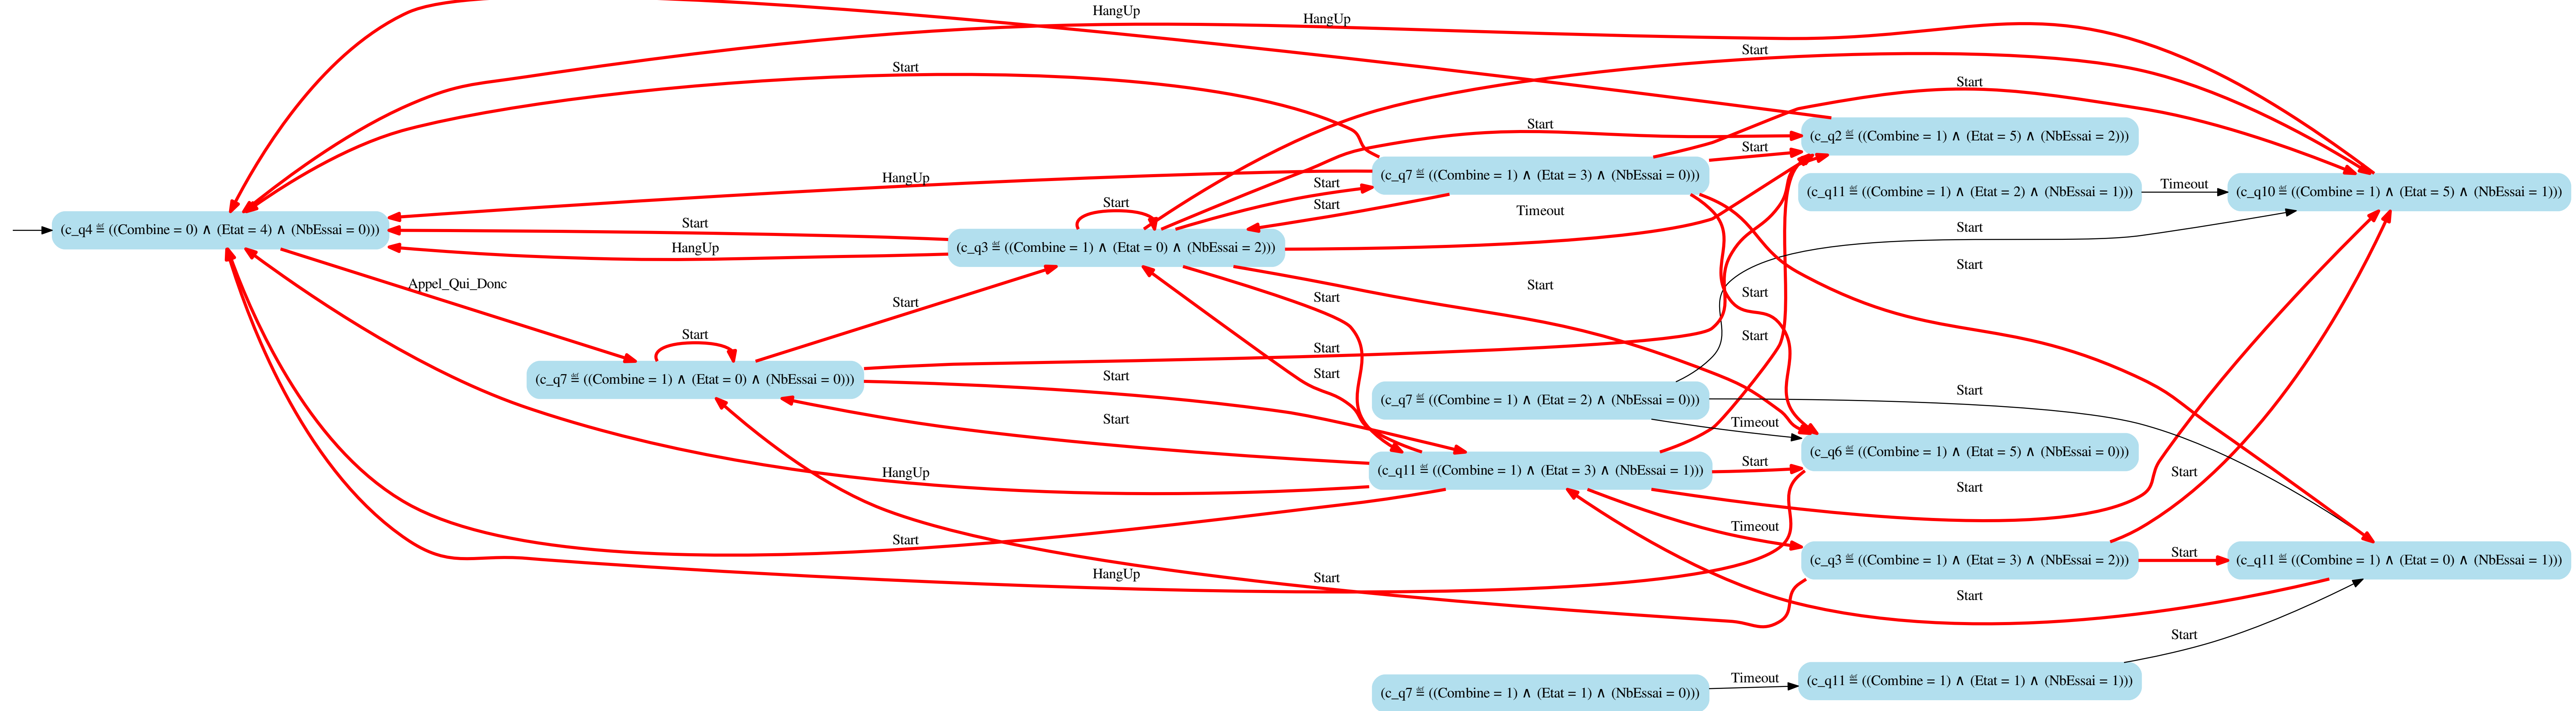 HangUp
HangUp
Start
Start
Start
Start
(c_q2 ≝ ((Combine = 1) ∧ (Etat = 5) ∧ (NbEssai = 2)))
Start
(c_q7 ≝ ((Combine = 1) ∧ (Etat = 3) ∧ (NbEssai = 0)))
HangUp
Start
(c_q11 ≝ ((Combine = 1) ∧ (Etat = 2) ∧ (NbEssai = 1)))
Timeout
(c_q10 ≝ ((Combine = 1) ∧ (Etat = 5) ∧ (NbEssai = 1)))
Start
Start
Timeout
(c_q4 ≝ ((Combine = 0) ∧ (Etat = 4) ∧ (NbEssai = 0)))
Start
Start
HangUp
(c_q3 ≝ ((Combine = 1) ∧ (Etat = 0) ∧ (NbEssai = 2)))
Start
Appel_Qui_Donc
Start
Start
Start
Start
Start
Start
Start
Start
(c_q7 ≝ ((Combine = 1) ∧ (Etat = 0) ∧ (NbEssai = 0)))
Start
Start
Start
(c_q7 ≝ ((Combine = 1) ∧ (Etat = 2) ∧ (NbEssai = 0)))
Start
Timeout
(c_q6 ≝ ((Combine = 1) ∧ (Etat = 5) ∧ (NbEssai = 0)))
HangUp
(c_q11 ≝ ((Combine = 1) ∧ (Etat = 3) ∧ (NbEssai = 1)))
Start
Start
Start
Timeout
Start
(c_q3 ≝ ((Combine = 1) ∧ (Etat = 3) ∧ (NbEssai = 2)))
Start
(c_q11 ≝ ((Combine = 1) ∧ (Etat = 0) ∧ (NbEssai = 1)))
HangUp
Start
Start
Start
(c_q7 ≝ ((Combine = 1) ∧ (Etat = 1) ∧ (NbEssai = 0)))
Timeout
(c_q11 ≝ ((Combine = 1) ∧ (Etat = 1) ∧ (NbEssai = 1)))